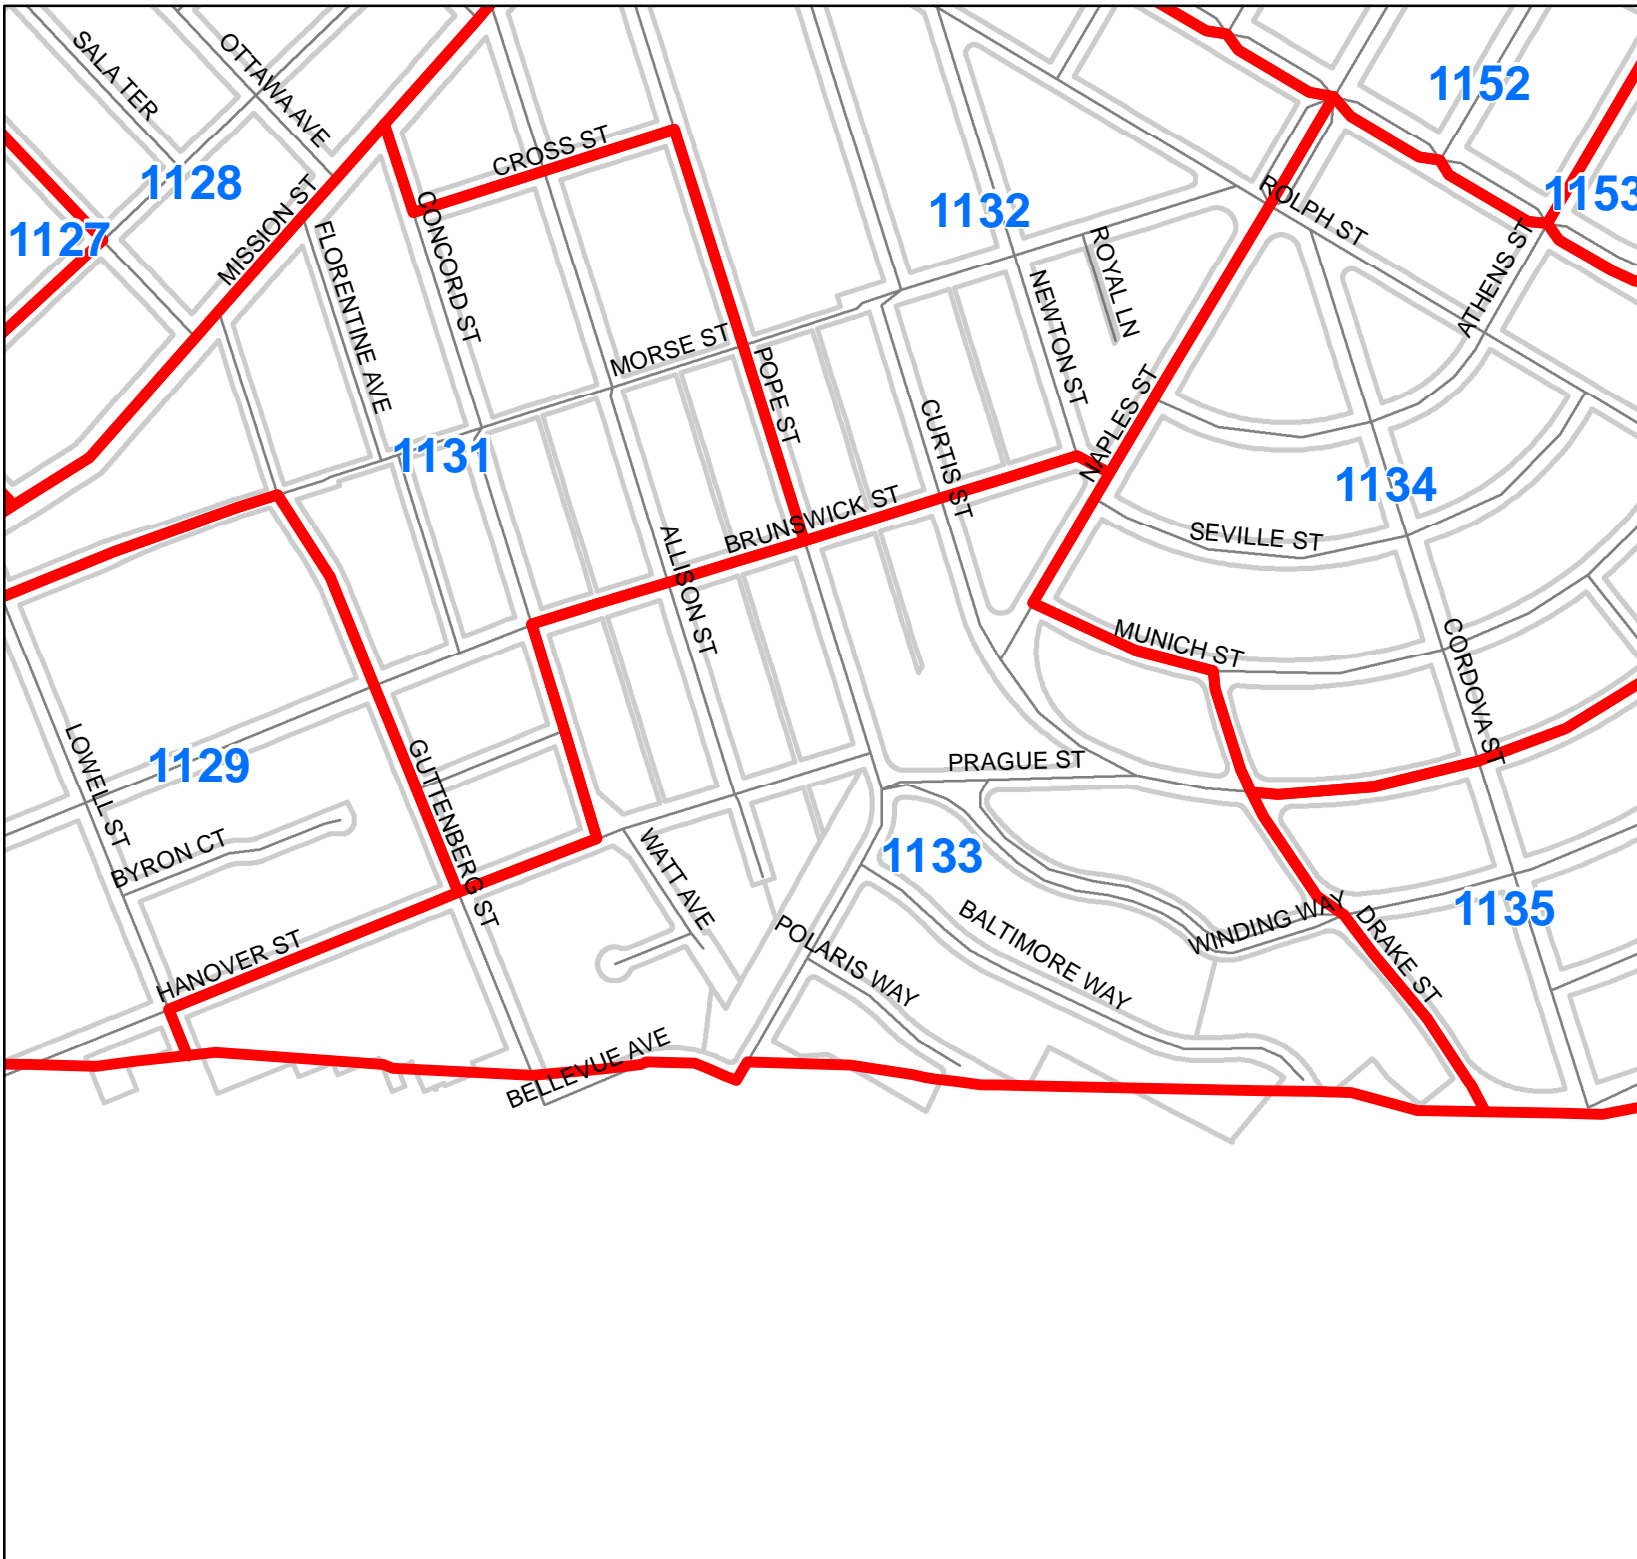 SALA TER
OTTAWA AVE
1152
1128
CROSS ST
1153
1127
MISSION ST
CONCORD ST
1132
ROLPH ST
FLORENTINE AVE
ROYAL LN
ATHENS ST
NEWTON ST
MORSE ST
POPE ST
NAPLES ST
CURTIS ST
1131
1134
BRUNSWICK ST
SEVILLE ST
ALLISON ST
MUNICH ST
CORDOVA ST
LOWELL ST
1129
GUTTENBERG ST
PRAGUE ST
BYRON CT
WATT AVE
1133
BALTIMORE WAY
WINDING WAY
1135
DRAKE ST
POLARIS WAY
HANOVER ST
BELLEVUE AVE